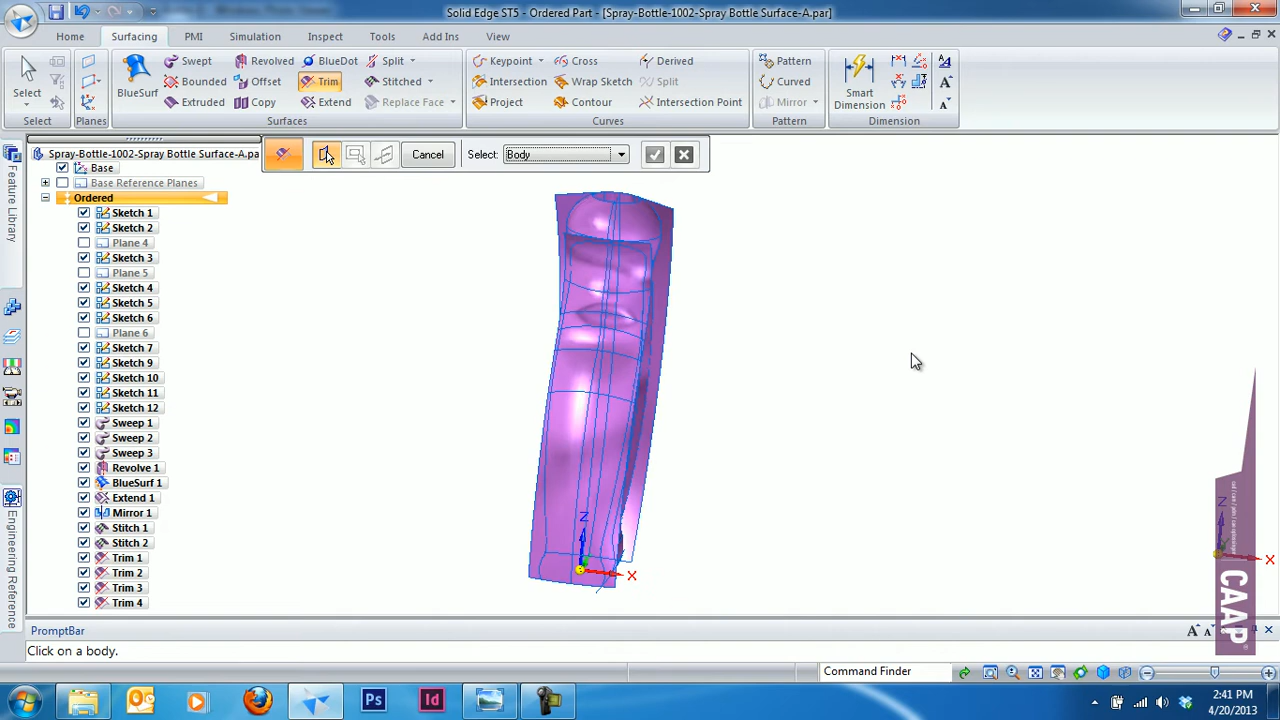 Solid Edge ST5 - Ordered Part - [Spray-Bottle-1002-Spray Bottle Surface-A.par]
Home Surfacing PMI Simulation Inspect Tools Add Ins View
Select
BlueSurf
Swept Revolved BlueDot Split
Bounded Offset Trim Stitched
Extruded Copy Extend Replace Face
Keypoint Cross Derived
Intersection Wrap Sketch Split
Project Contour Intersection Point
Pattern
Curved
Mirror
Smart
Dimension
Select Planes Surfaces Curves Pattern Dimension
Spray-Bottle-1002-Spray Bottle Surface-A.pa
Cancel Select: Body
Base
Base Reference Planes
Ordered
Sketch 1
Sketch 2
Plane 4
Sketch 3
Plane 5
Sketch 4
Sketch 5
Sketch 6
Plane 6
Sketch 7
Sketch 9
Sketch 10
Sketch 11
Sketch 12
Sweep 1
Sweep 2
Sweep 3
Revolve 1
BlueSurf 1
Extend 1
Mirror 1
Stitch 1
Stitch 2
Trim 1
Trim 2
Trim 3
Trim 4
Feature Library
Engineering Reference
Z
X
Z
X
CAAP
PromptBar
Click on a body.
Command Finder
2:41 PM
4/20/2013